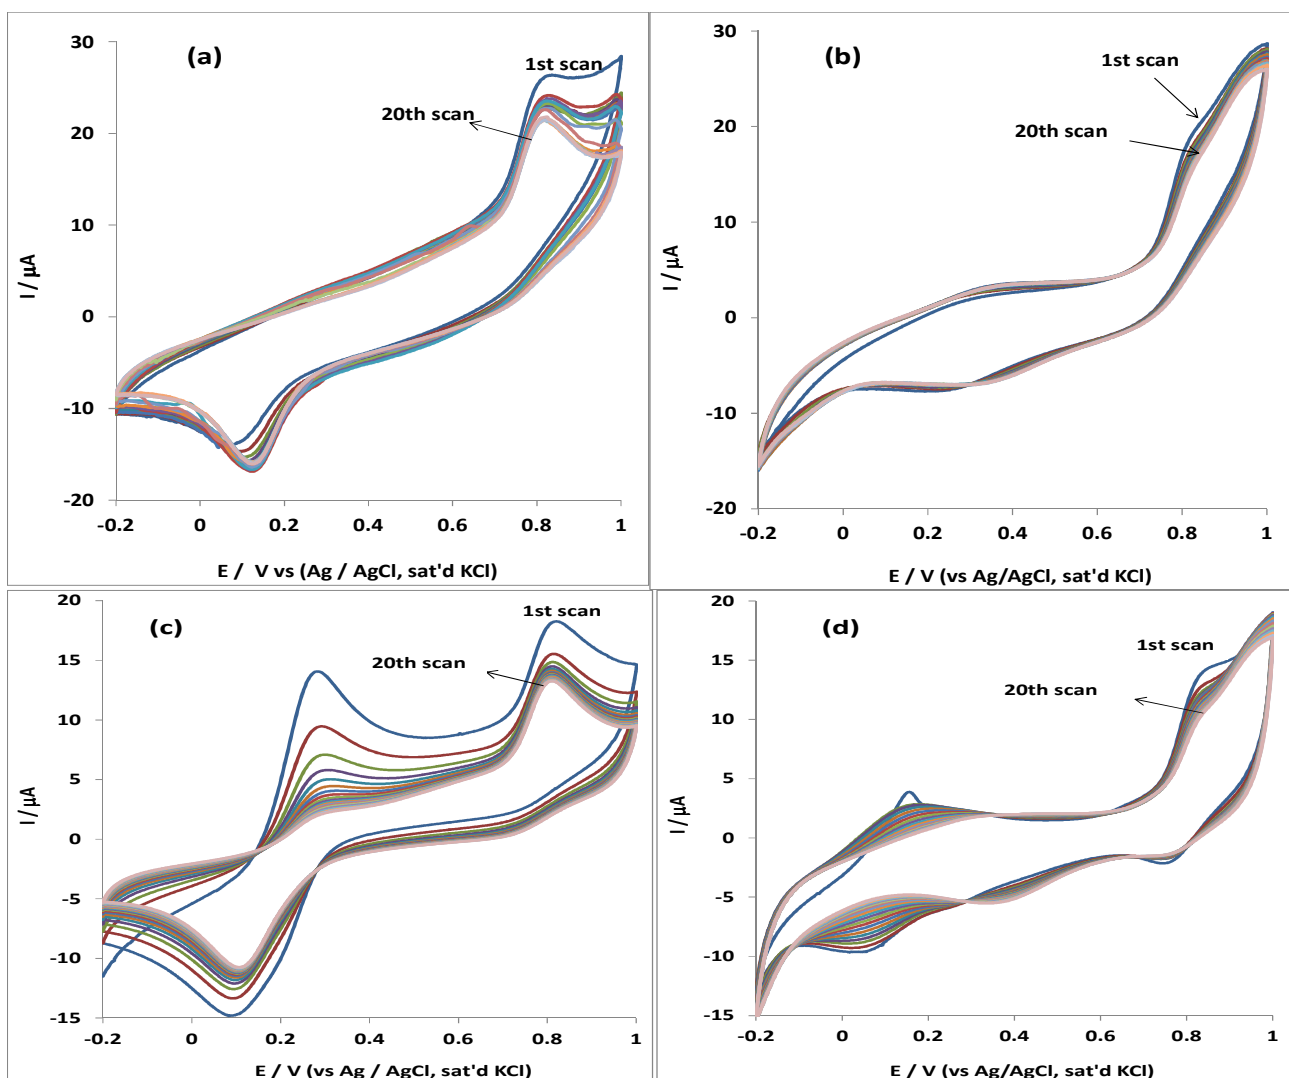 (a)
1st scan
20th scan
30
20
10
0
-10
-20
I / µA
-0.2 0 0.2 0.4 0.6 0.8 1
E / V vs (Ag / AgCl, sat'd KCl)
(b)
1st scan
20th scan
30
20
10
0
-10
-20
I / µA
-0.2 0 0.2 0.4 0.6 0.8 1
E / V (vs Ag/AgCl, sat'd KCl)
(c)
1st scan
20th scan
20
15
10
5
0
-5
-10
-15
I /µA
-0.2 0 0.2 0.4 0.6 0.8 1
E / V (vs Ag / AgCl, sat'd KCl)
(d)
1st scan
20th scan
20
15
10
5
0
-5
-10
-15
I /µA
-0.2 0 0.2 0.4 0.6 0.8 1
E / V (vs Ag/AgCl, sat'd KCl)